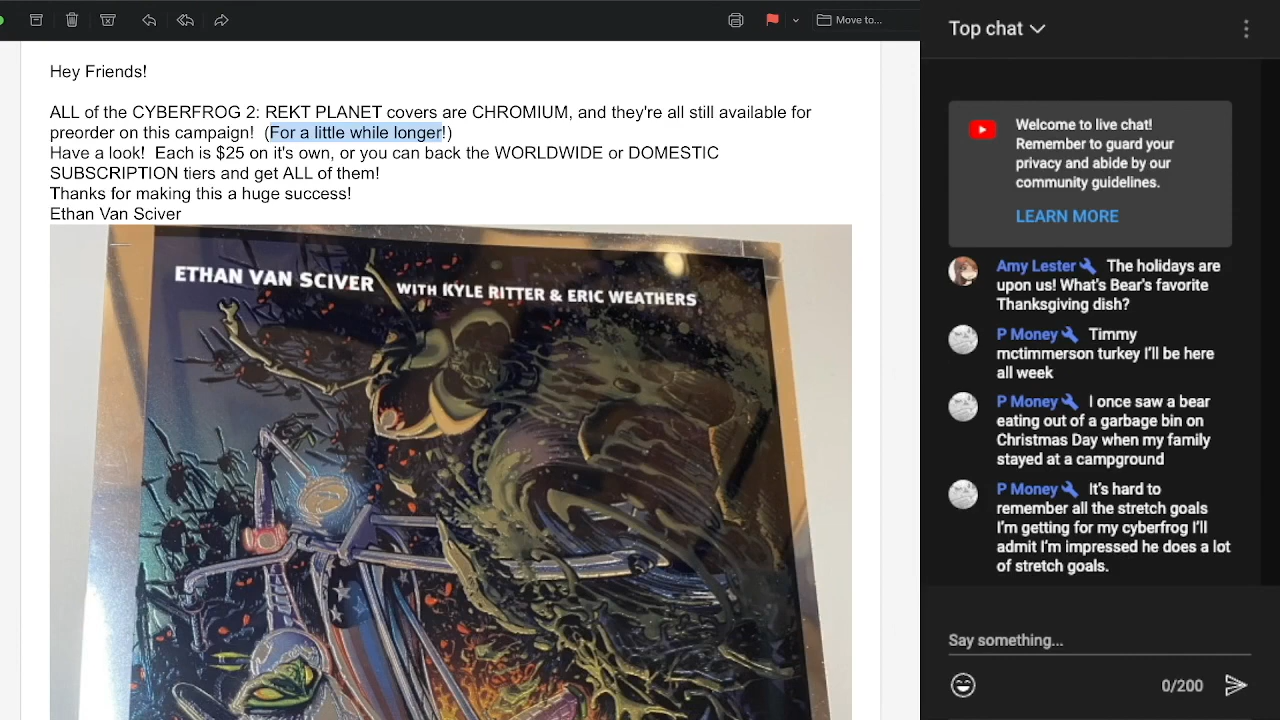 Move to...
Hey Friends!
ALL of the CYBERFROG 2: REKT PLANET covers are CHROMIUM, and they're all still available for
preorder on this campaign!  (For a little while longer!)
Have a look!  Each is $25 on it's own, or you can back the WORLDWIDE or DOMESTIC
SUBSCRIPTION tiers and get ALL of them!
Thanks for making this a huge success!
Ethan Van Sciver
ETHAN VAN SCIVER WITH KYLE RITTER & ERIC WEATHERS
Top chat
Welcome to live chat!
Remember to guard your
privacy and abide by our
community guidelines.
LEARN MORE
Amy Lester The holidays are
upon us! What's Bear's favorite
Thanksgiving dish?
P Money Timmy
mctimmerson turkey I'll be here
all week
P Money I once saw a bear
eating out of a garbage bin on
Christmas Day when my family
stayed at a campground
P Money It's hard to
remember all the stretch goals
I'm getting for my cyberfrog I'll
admit I'm impressed he does a lot
of stretch goals.
Say something...
0/200